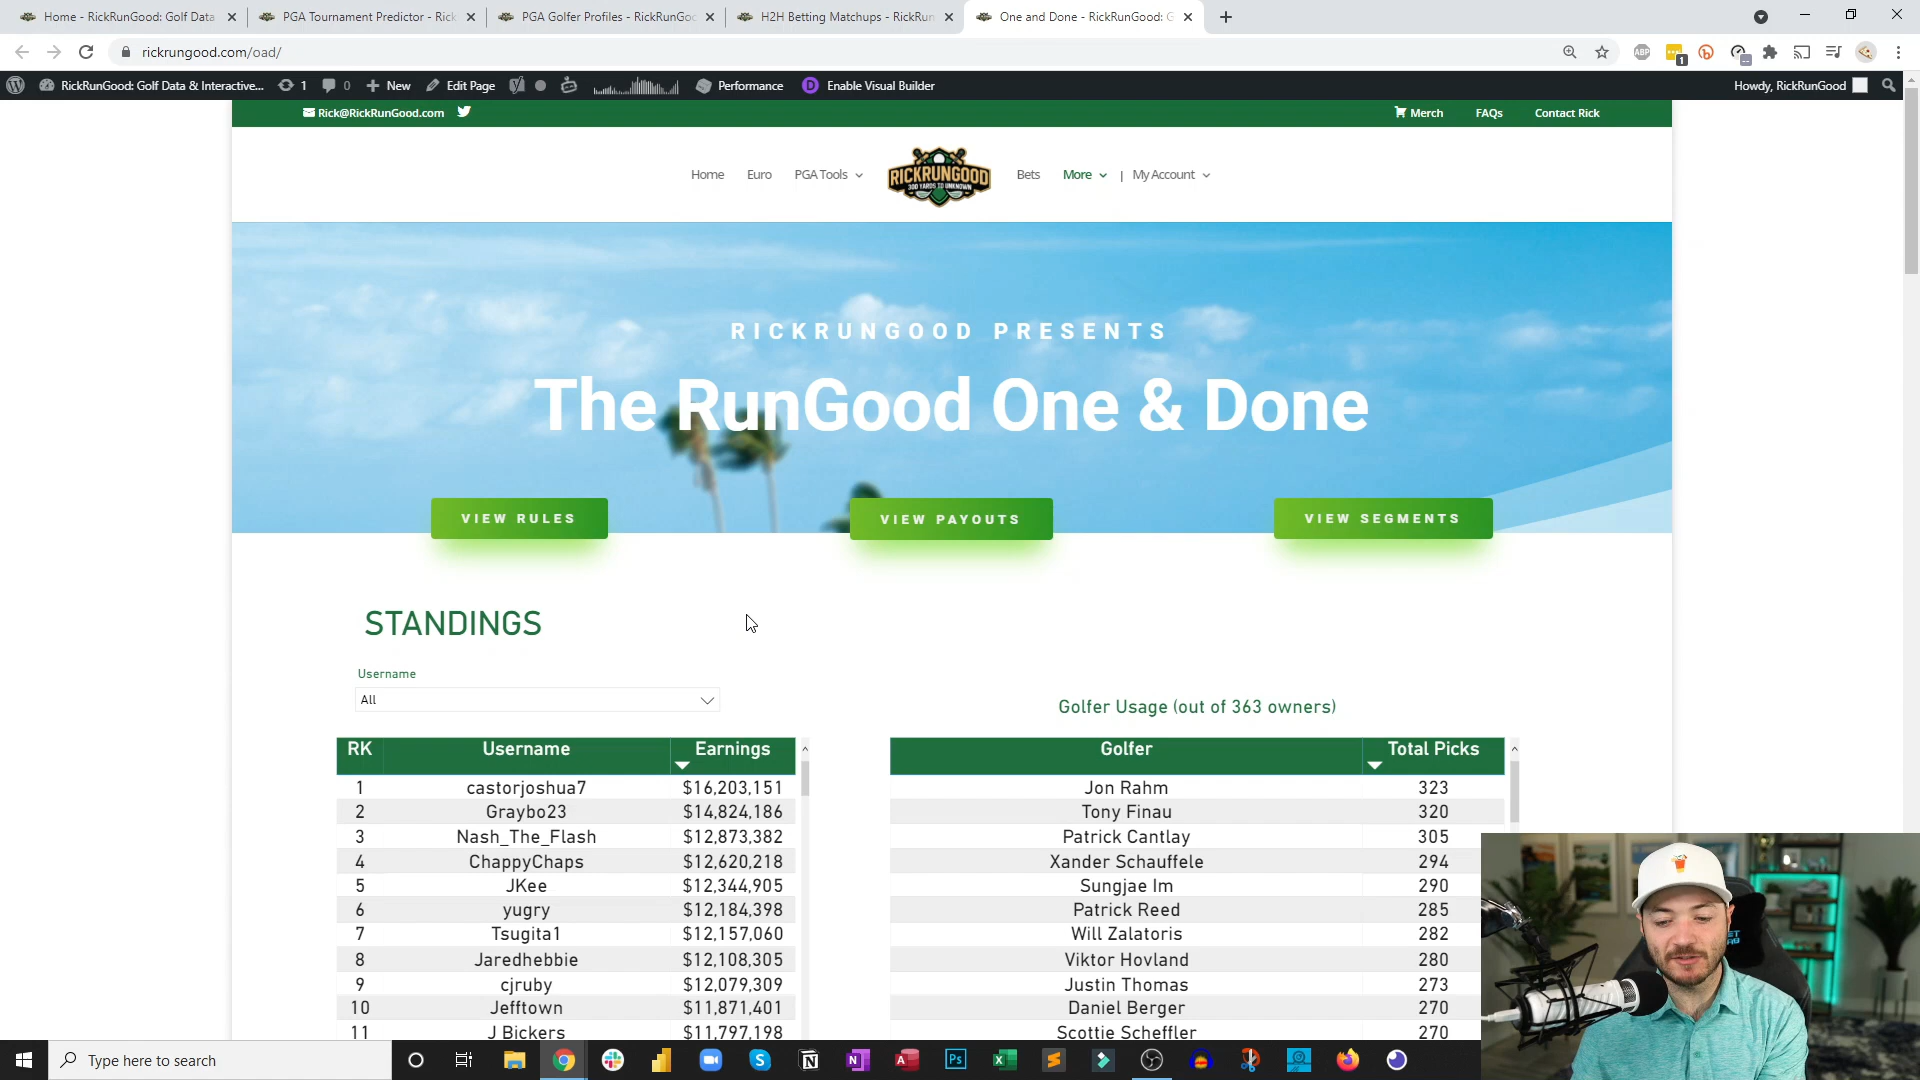 Home - RickRunGood: Golf Data
PGA Tournament Predictor - Rick
PGA Golfer Profiles - RickRunGoo
H2H Betting Matchups - RickRun
One and Done - RickRunGood: G
rickrungood.com/oad/
ABP
1
RickRunGood: Golf Data & Interactive...
1
0
New
Edit Page
Performance
D
Enable Visual Builder
Howdy, RickRunGood
Rick@RickRunGood.com
Merch
FAQs
Contact Rick
Home
Euro
PGA Tools
RICKRUNGOOD
300 YARDS TO UNKNOWN
Bets
More
|
My Account
RICKRUNGOOD PRESENTS
The RunGood One & Done
VIEW RULES
VIEW PAYOUTS
VIEW SEGMENTS
STANDINGS
Username
All
Golfer Usage (out of 363 owners)
RK Username Earnings
1 castorjoshua7 $16,203,151
2 Graybo23 $14,824,186
3 Nash_The_Flash $12,873,382
4 ChappyChaps $12,620,218
5 JKee $12,344,905
6 yugry $12,184,398
7 Tsugita1 $12,157,060
8 Jaredhebbie $12,108,305
9 cjruby $12,079,309
10 Jefftown $11,871,401
11 J Bickers $11,797,198
Golfer Total Picks
Jon Rahm 323
Tony Finau 320
Patrick Cantlay 305
Xander Schauffele 294
Sungjae Im 290
Patrick Reed 285
Will Zalatoris 282
Viktor Hovland 280
Justin Thomas 273
Daniel Berger 270
Scottie Scheffler 270
Type here to search
Ps